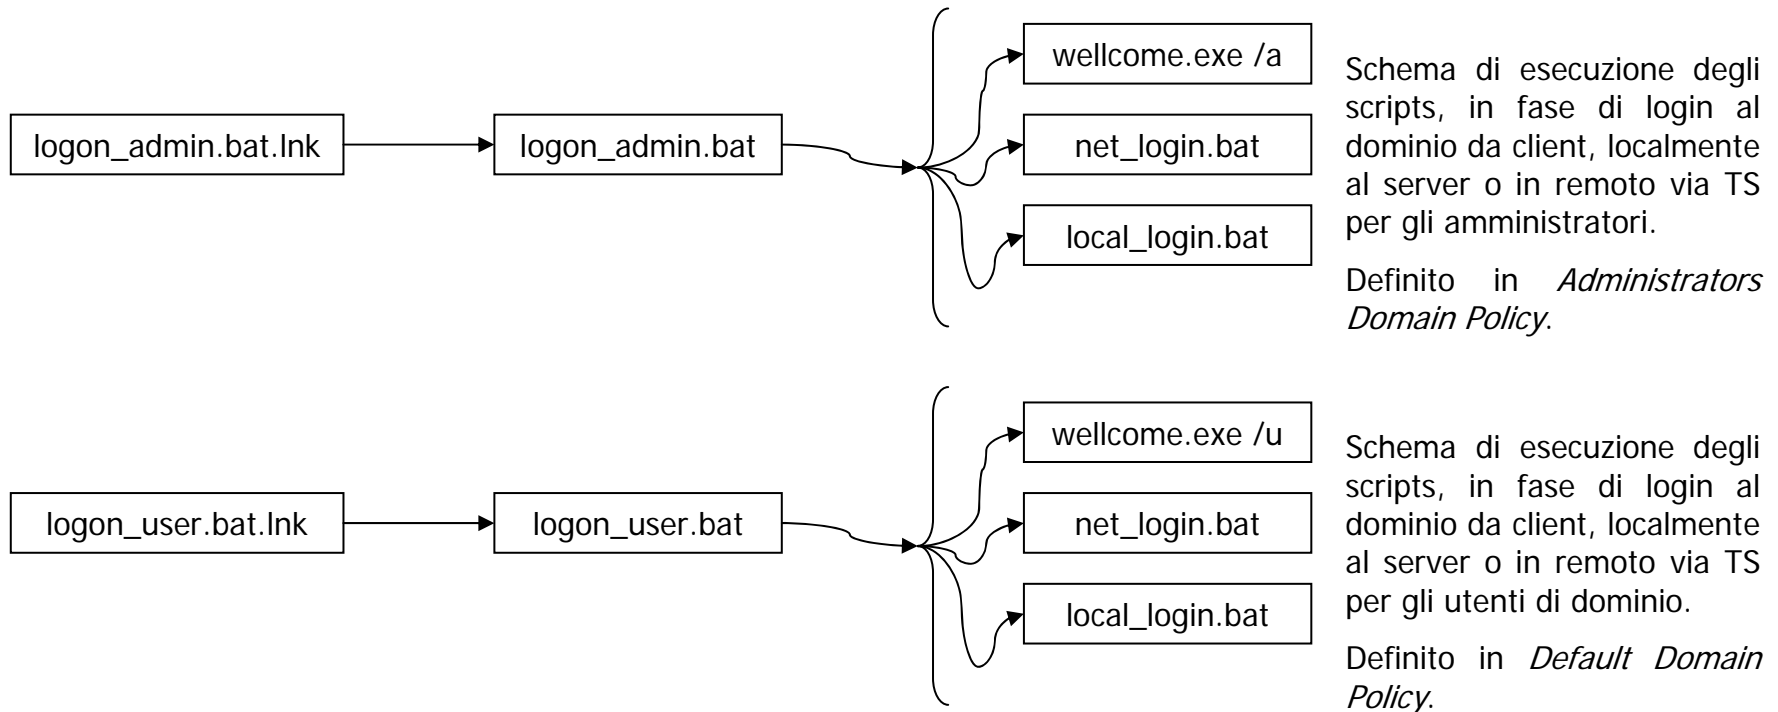 wellcome.exe /a
logon_admin.bat.lnk
logon_admin.bat
net_login.bat
local_login.bat
Schema di esecuzione degli
scripts, in fase di login al
dominio da client, localmente
al server o in remoto via TS
per gli amministratori.
Definito in Administrators
Domain Policy.
wellcome.exe /u
logon_user.bat.lnk
logon_user.bat
net_login.bat
local_login.bat
Schema di esecuzione degli
scripts, in fase di login al
dominio da client, localmente
al server o in remoto via TS
per gli utenti di dominio.
Definito in Default Domain
Policy.